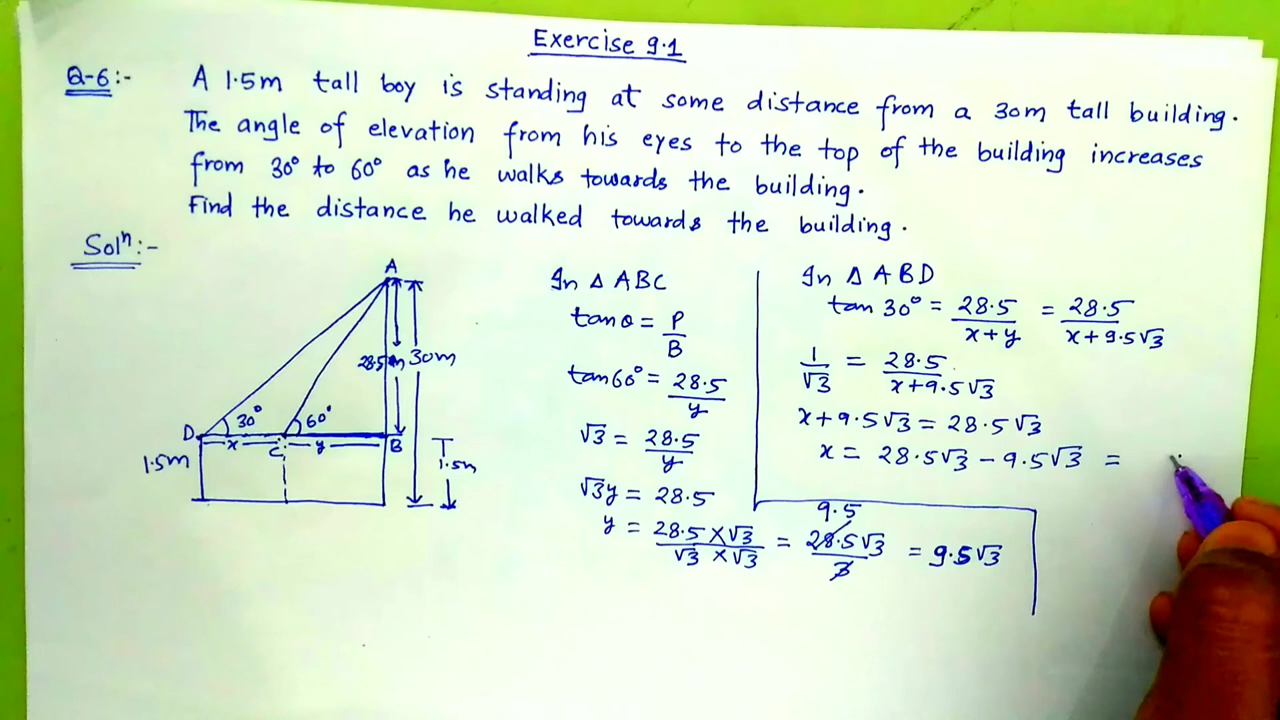 Exercise 9.1
Q-6:- A 1.5m tall boy is standing at some distance from a 30m tall building.
The angle of elevation from his eyes to the top of the building increases
from 30° to 60° as he walks towards the building.
Find the distance he walked towards the building.
Solⁿ:-
A
28.5m
30m
D
30°
60°
x
C
y
B
1.5m
1.5m
In Δ ABC
tanθ = P/B
tan60° = 28.5/y
√3 = 28.5/y
√3y = 28.5
y = 28.5×√3/√3×√3 = 28.5√3/3 = 9.5√3
9.5
In Δ ABD
tan 30° = 28.5/x+y = 28.5/x+9.5√3
1/√3 = 28.5/x+9.5√3
x+9.5√3 = 28.5√3
x = 28.5√3 - 9.5√3 =